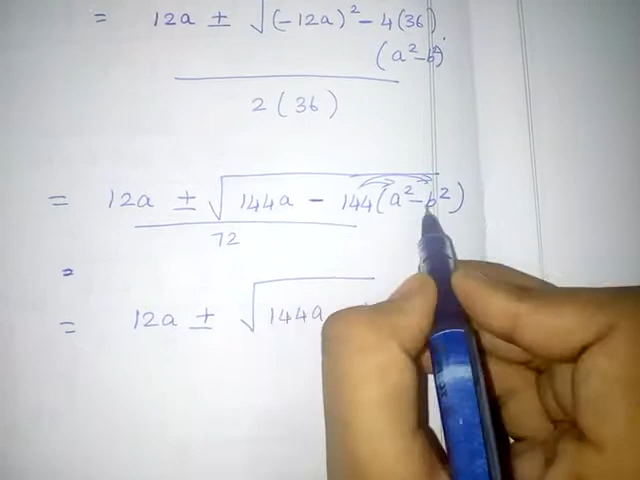 = 12a ± √(-12a)² - 4(36)
(a² - b²)
2(36)
= 12a ± √144a - 144(a² - b²)
72
=
= 12a ± √144a